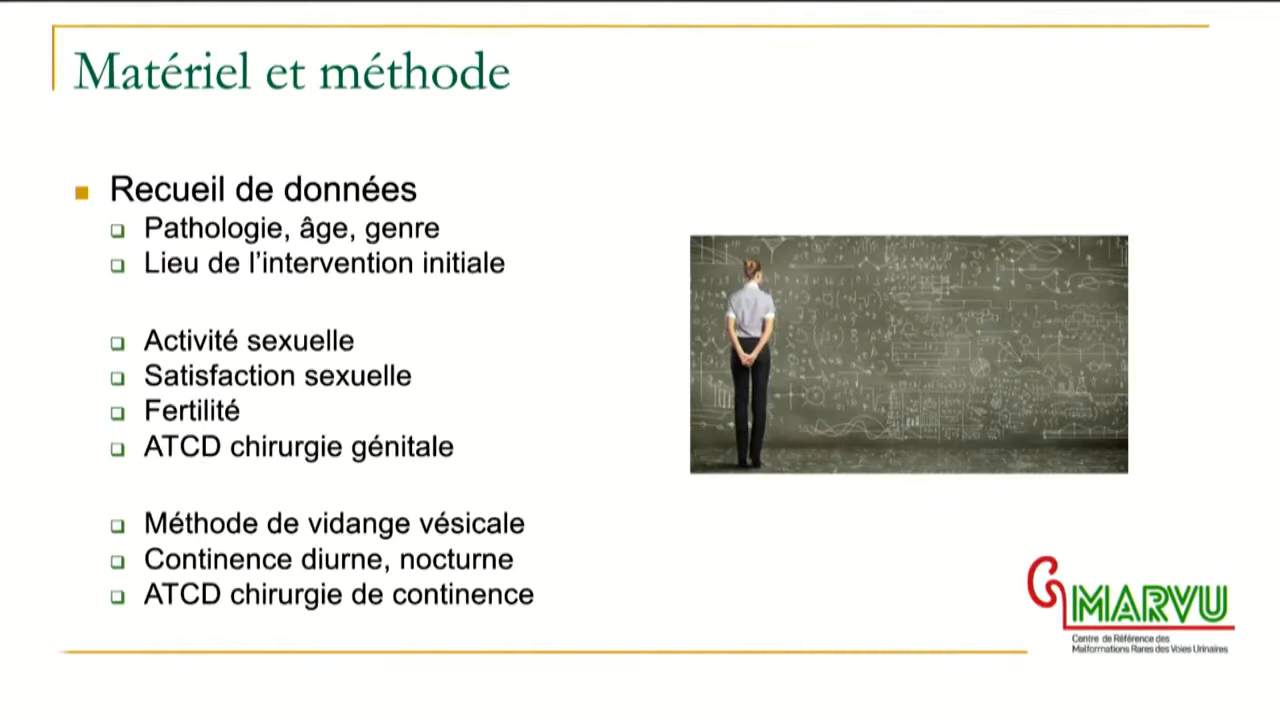 Matériel et méthode
Recueil de données
Pathologie, âge, genre
Lieu de l'intervention initiale
Activité sexuelle
Satisfaction sexuelle
Fertilité
ATCD chirurgie génitale
Méthode de vidange vésicale
Continence diurne, nocturne
ATCD chirurgie de continence
MARVU
Centre de Référence des
Malformations Rares des Voies Urinaires